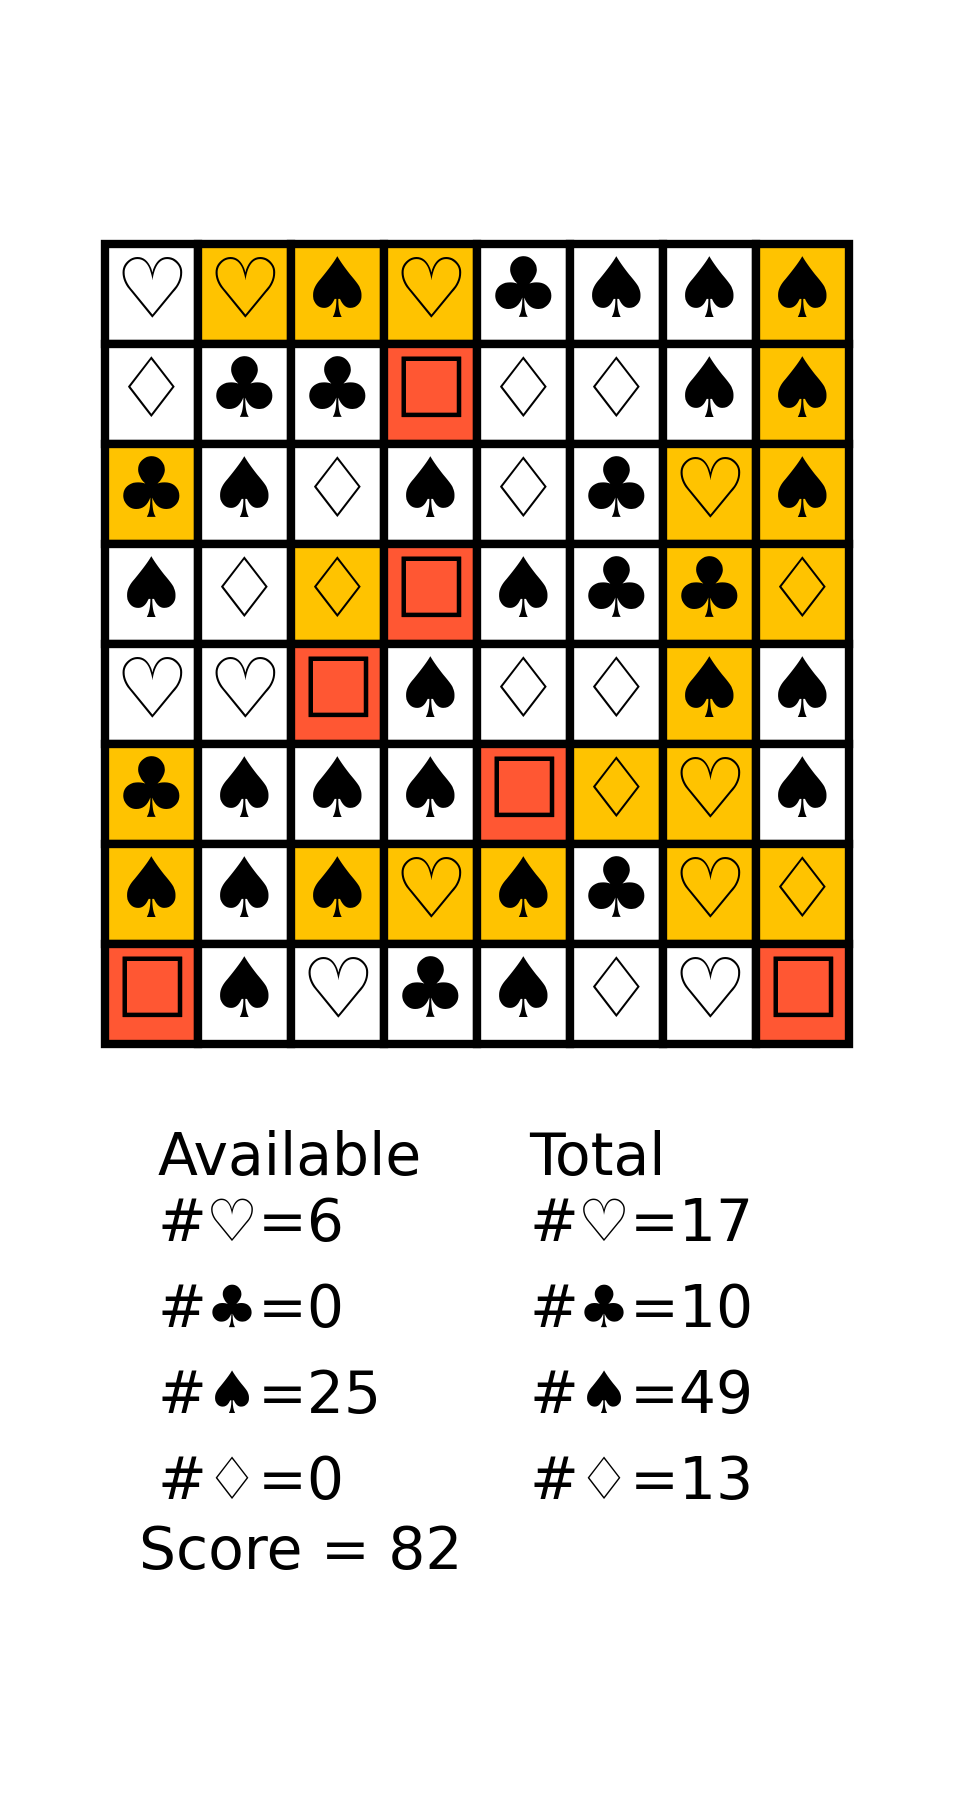 ♡ ♡ ♠ ♡ ♣ ♠ ♠ ♠
♢ ♣ ♣ □ ♢ ♢ ♠ ♠
♣ ♠ ♢ ♠ ♢ ♣ ♡ ♠
♠ ♢ ♢ □ ♠ ♣ ♣ ♢
♡ ♡ □ ♠ ♢ ♢ ♠ ♠
♣ ♠ ♠ ♠ □ ♢ ♡ ♠
♠ ♠ ♠ ♡ ♠ ♣ ♡ ♢
□ ♠ ♡ ♣ ♠ ♢ ♡ □
Available Total
#♡=6 #♡=17
#♣=0 #♣=10
#♠=25 #♠=49
#♢=0 #♢=13
Score = 82